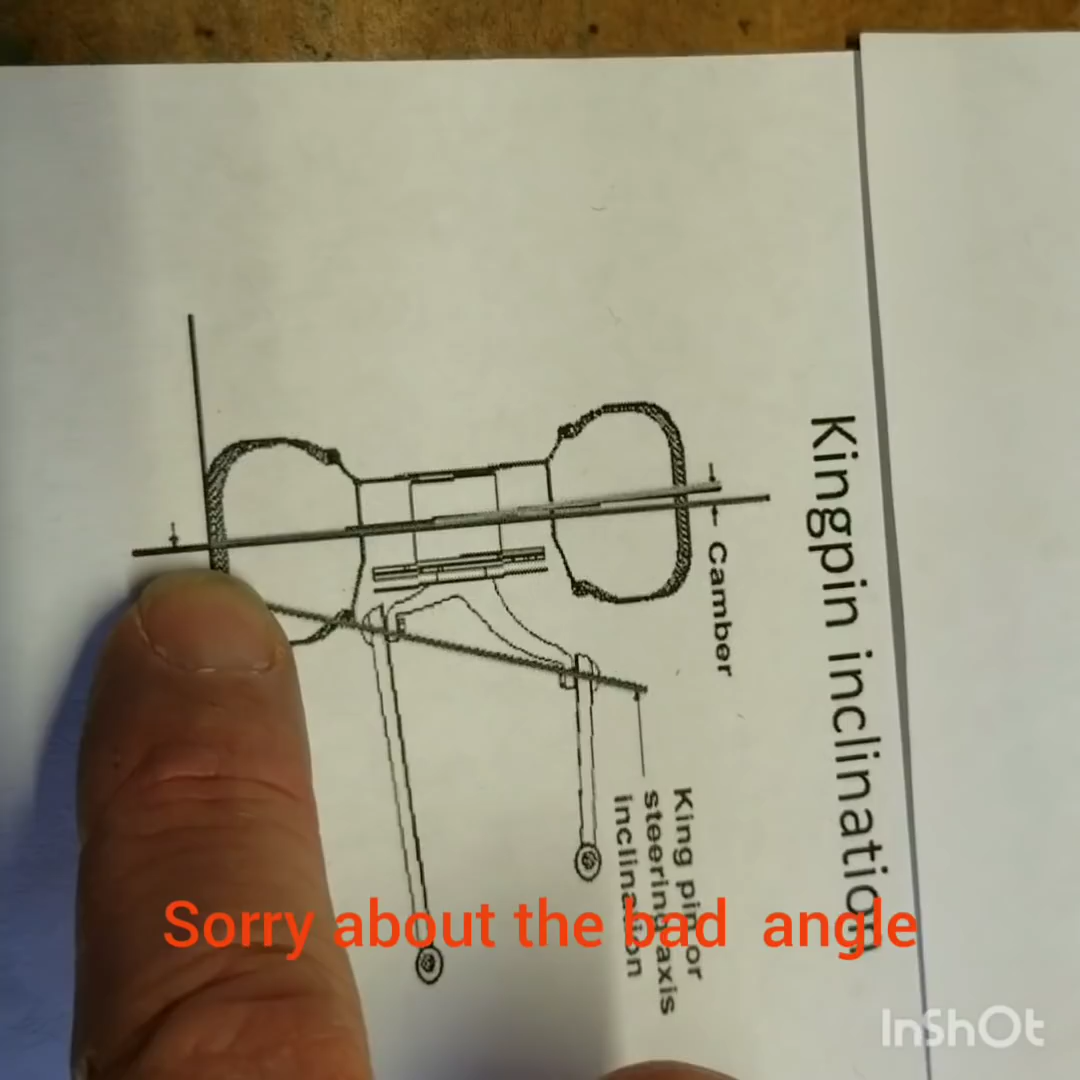 Kingpin inclination
Camber
King pin or
steering axis
inclination
Sorry about the bad angle
InShOt